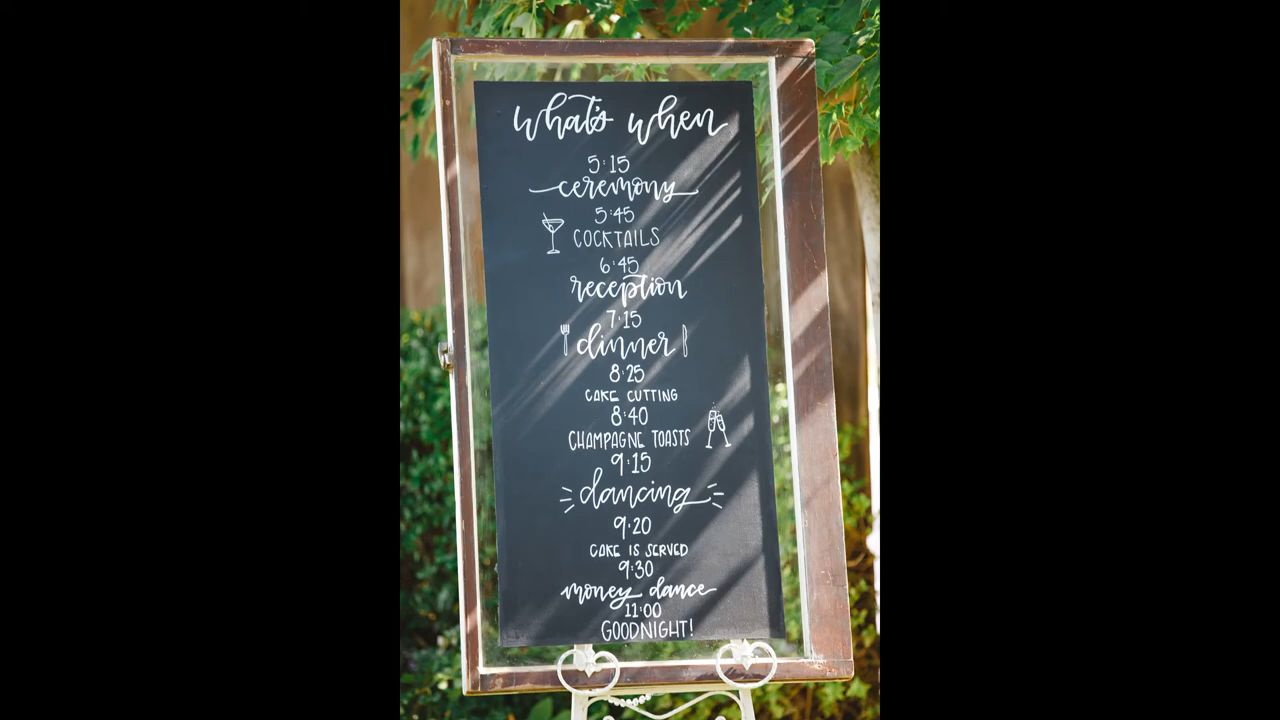 what's when
5:15
ceremony
5:45
COCKTAILS
6:45
reception
7:15
dinner
8:25
CAKE CUTTING
8:40
CHAMPAGNE TOASTS
9:15
dancing
9:20
CAKE IS SERVED
9:30
money dance
11:00
GOODNIGHT!